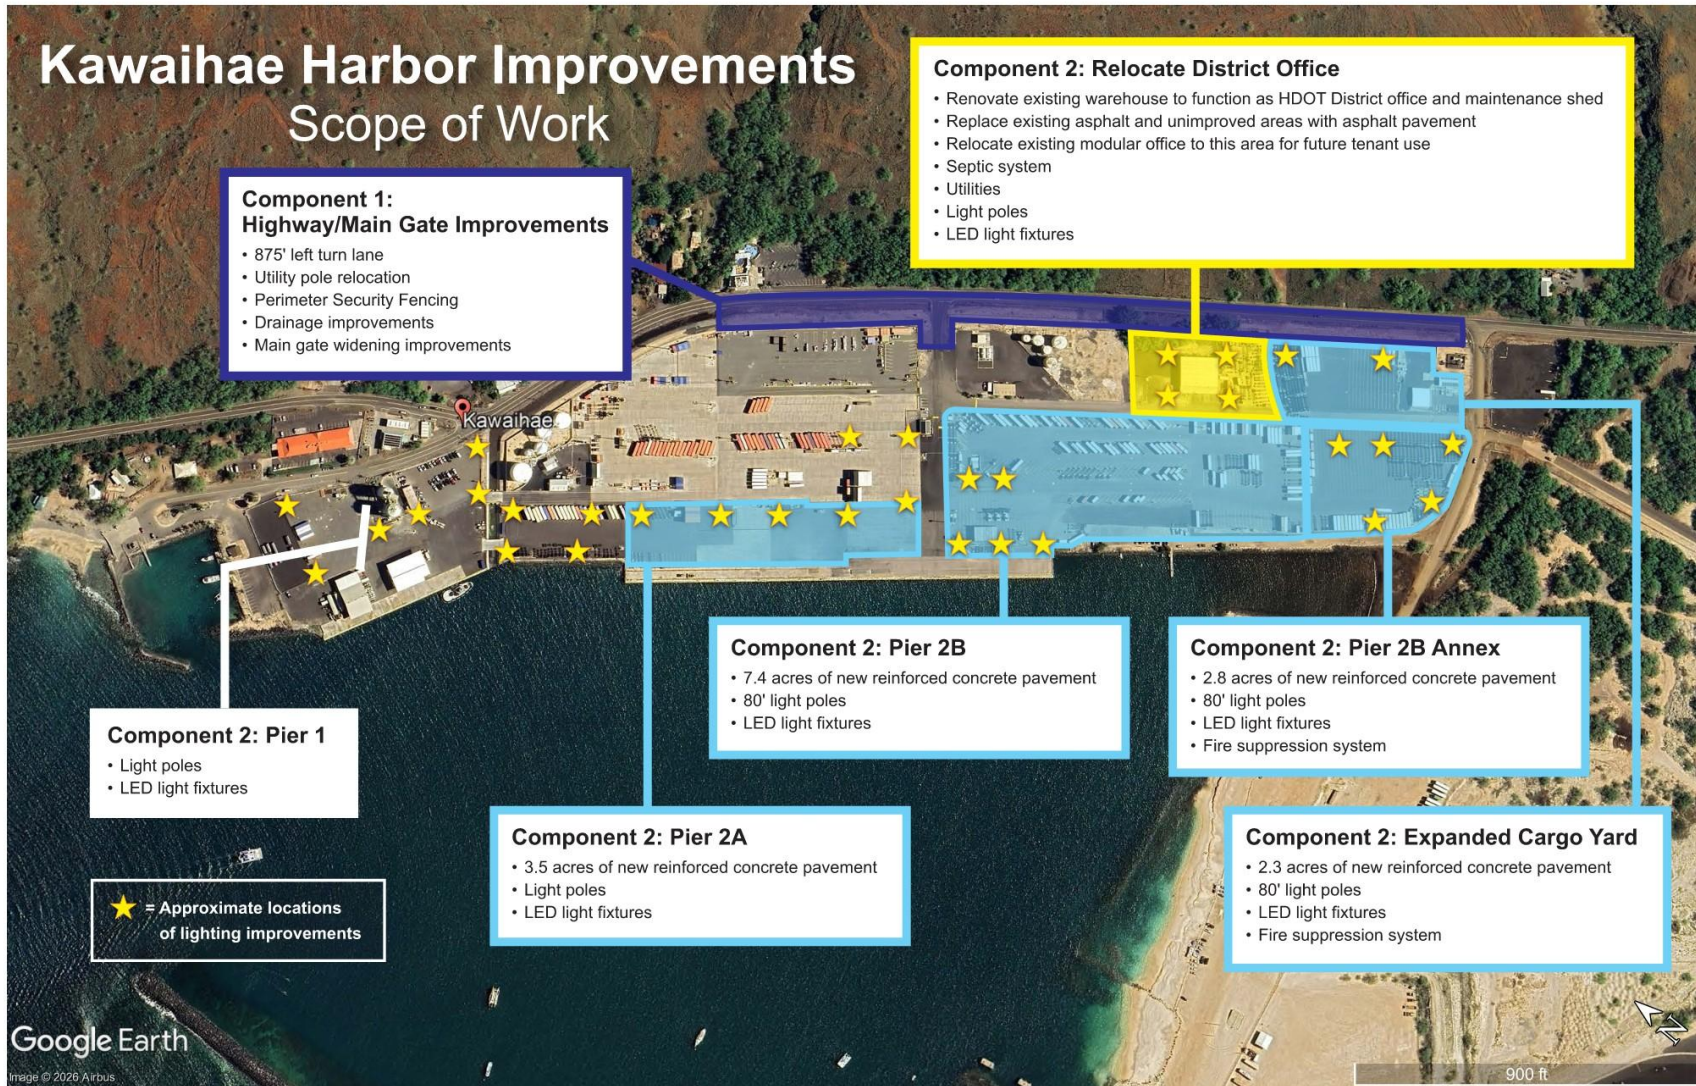 Kawaihae Harbor Improvements
Scope of Work
Component 1:
Highway/Main Gate Improvements
• 875' left turn lane
• Utility pole relocation
• Perimeter Security Fencing
• Drainage improvements
• Main gate widening improvements
Component 2: Relocate District Office
• Renovate existing warehouse to function as HDOT District office and maintenance shed
• Replace existing asphalt and unimproved areas with asphalt pavement
• Relocate existing modular office to this area for future tenant use
• Septic system
• Utilities
• Light poles
• LED light fixtures
Kawaihae
Component 2: Pier 1
• Light poles
• LED light fixtures
Component 2: Pier 2B
• 7.4 acres of new reinforced concrete pavement
• 80' light poles
• LED light fixtures
Component 2: Pier 2B Annex
• 2.8 acres of new reinforced concrete pavement
• 80' light poles
• LED light fixtures
• Fire suppression system
Component 2: Pier 2A
• 3.5 acres of new reinforced concrete pavement
• Light poles
• LED light fixtures
Component 2: Expanded Cargo Yard
• 2.3 acres of new reinforced concrete pavement
• 80' light poles
• LED light fixtures
• Fire suppression system
= Approximate locations
of lighting improvements
Google Earth
Image © 2026 Airbus
900 ft
N